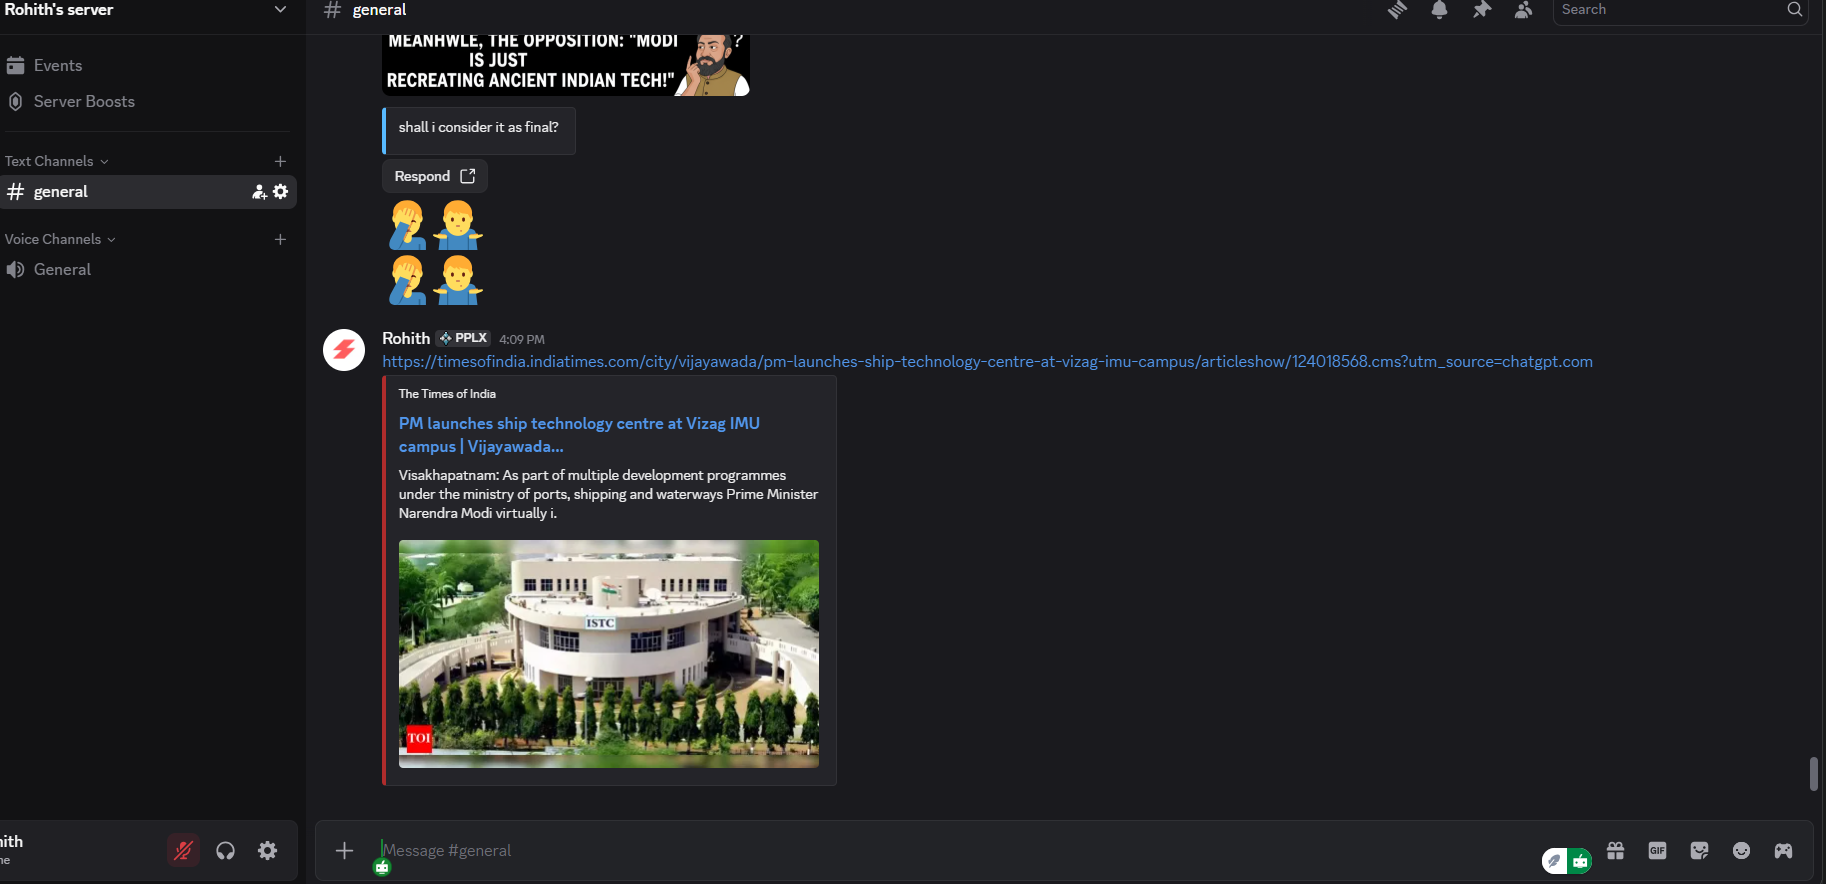 Rohith's server
Events
Server Boosts
Text Channels
general
Voice Channels
General
# general
Search
MEANHWLE, THE OPPOSITION: "MODI ?
IS JUST
RECREATING ANCIENT INDIAN TECH!"
shall i consider it as final?
Respond
Rohith PPLX 4:09 PM
https://timesofindia.indiatimes.com/city/vijayawada/pm-launches-ship-technology-centre-at-vizag-imu-campus/articleshow/124018568.cms?utm_source=chatgpt.com
The Times of India
PM launches ship technology centre at Vizag IMU
campus | Vijayawada...
Visakhapatnam: As part of multiple development programmes
under the ministry of ports, shipping and waterways Prime Minister
Narendra Modi virtually i.
ISTC
TOI
Message #general
GIF